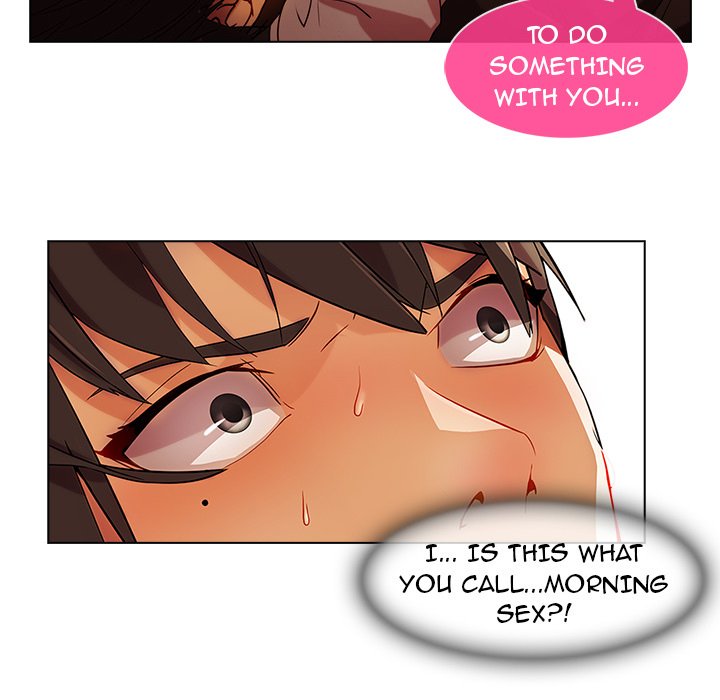 TO DO
SOMETHING
WITH YOU...
I... IS THIS WHAT
YOU CALL...MORNING
SEX?!